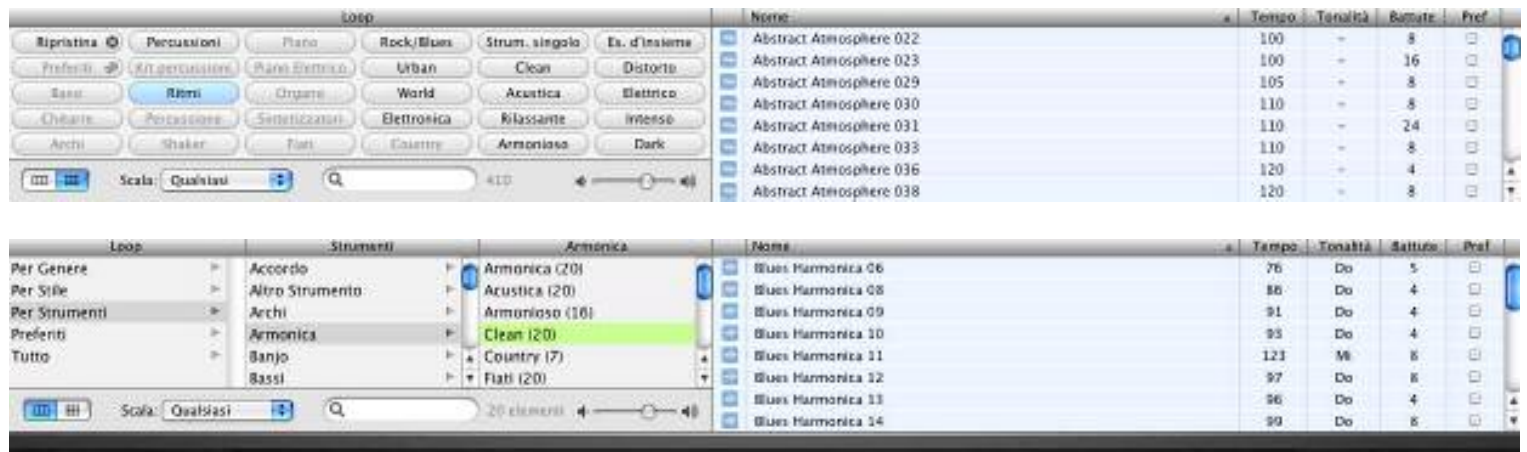 Loop Nome Tempo Tonalità Battute Pref
Ripristina Percussioni Piano Rock/Blues Strum. singolo Es. d'insieme Abstract Atmosphere 022 100 - 8
Preferiti Kit percussioni Piano Elettrico Urban Clean Distorto Abstract Atmosphere 023 100 - 16
Bassi Ritmi Organi World Acustica Elettrico Abstract Atmosphere 029 105 - 8
Chitarre Percussione Sintetizzatori Elettronica Rilassante Intenso Abstract Atmosphere 030 110 - 8
Archi Shaker Fiati Country Armonioso Dark Abstract Atmosphere 031 110 - 24
Abstract Atmosphere 033 110 - 8
Scala: Qualsiasi 410 Abstract Atmosphere 036 120 - 4
Abstract Atmosphere 038 120 - 8
Loop Strumenti Armonica Nome Tempo Tonalità Battute Pref
Per Genere Accordo Armonica (20) Blues Harmonica 06 76 Do 5
Per Stile Altro Strumento Acustica (20) Blues Harmonica 08 86 Do 4
Per Strumenti Archi Armonioso (16) Blues Harmonica 09 91 Do 4
Preferiti Armonica Clean (20) Blues Harmonica 10 93 Do 4
Tutto Banjo Country (7) Blues Harmonica 11 123 Mi 8
Bassi Fiati (20) Blues Harmonica 12 97 Do 8
Scala: Qualsiasi 20 elementi Blues Harmonica 13 96 Do 4
Blues Harmonica 14 99 Do 8